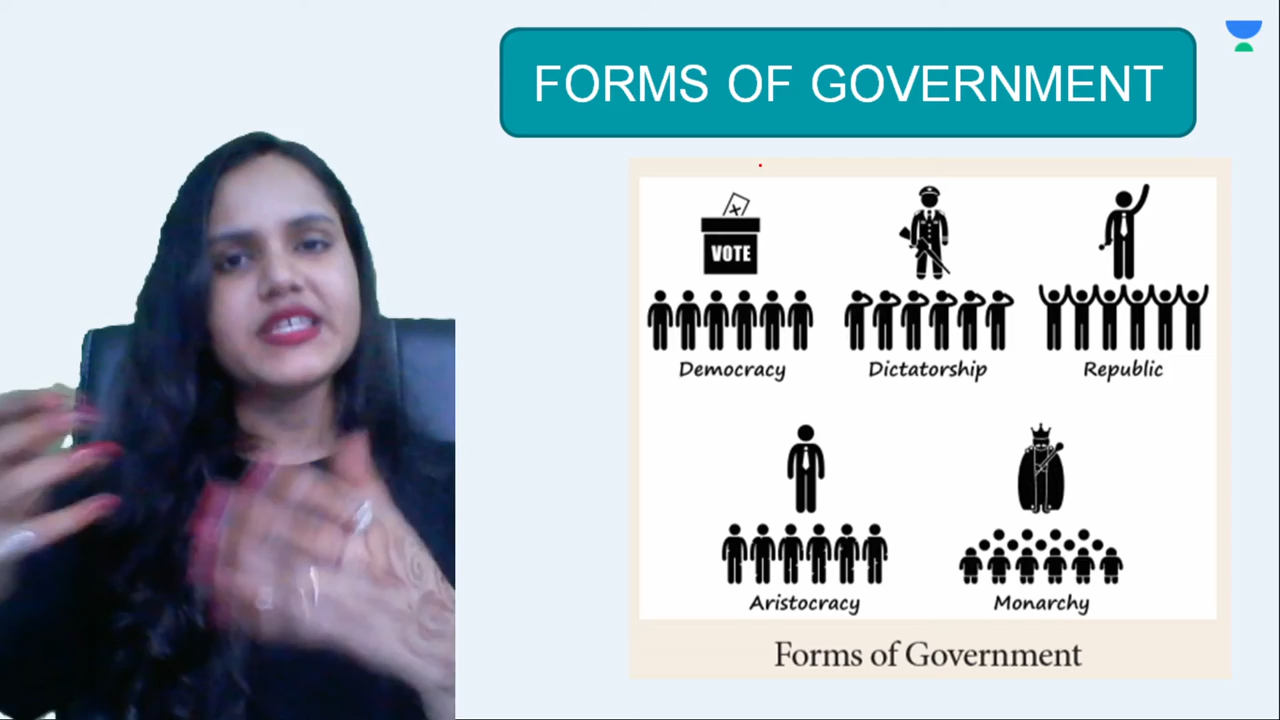 FORMS OF GOVERNMENT
VOTE
Democracy
Dictatorship
Republic
Aristocracy
Monarchy
Forms of Government